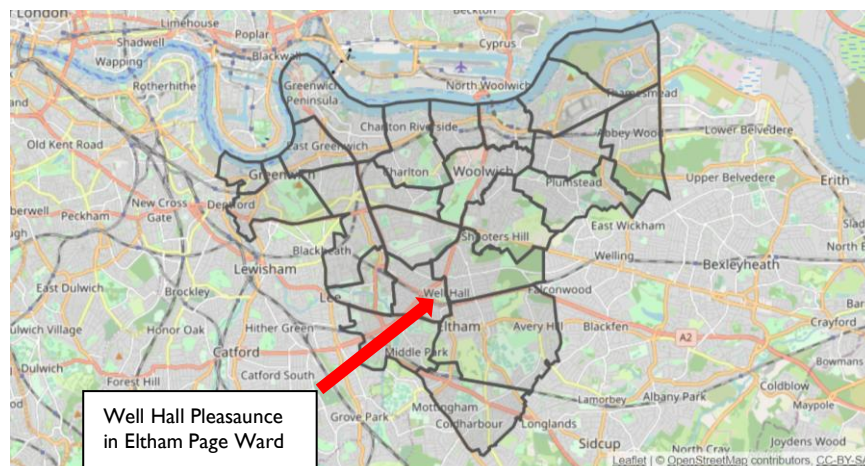 London
Limehouse
Poplar
Beckton
Shadwell
Blackwall
Cyprus
Wapping
Rotherhithe
Greenwich
Peninsula
North Woolwich
Thamesmead
Old Kent Road
Charlton Riverside
East Greenwich
Abbey Wood
Lower Belvedere
Greenwich
Charlton
Woolwich
Plumstead
Upper Belvedere
Erith
Deptford
New Cross
Gate
Peckham
East Wickham
Shooters Hill
Blackheath
Welling
Bexleyheath
Lewisham
East Dulwich
Brockley
Lee
Well Hall
Falconwood
Crayford
Honor Oak
Hither Green
Eltham
Avery Hill
Blackfen
A2
Barn
Catford
Middle Park
Bowmans
Dulwich
Forest Hill
Catford South
Coldblow
Lamorbey
Albany Park
Maypole
Well Hall Pleasaunce
in Eltham Page Ward
Grove Park
Mottingham
Coldharbour
Longlands
Joydens Wood
Sidcup
North Cray
Leaflet | © OpenStreetMap contributors, CC-BY-SA